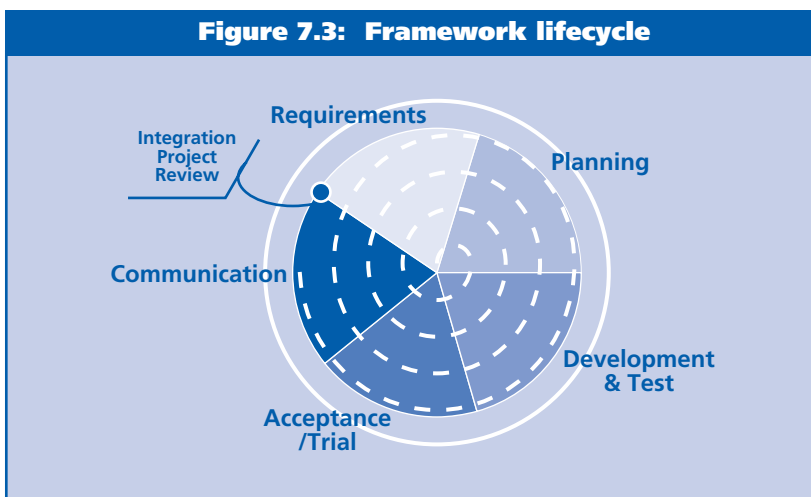 Figure 7.3: Framework lifecycle
Requirements
Integration
Project
Review
Planning
Communication
Development
& Test
Acceptance
/Trial